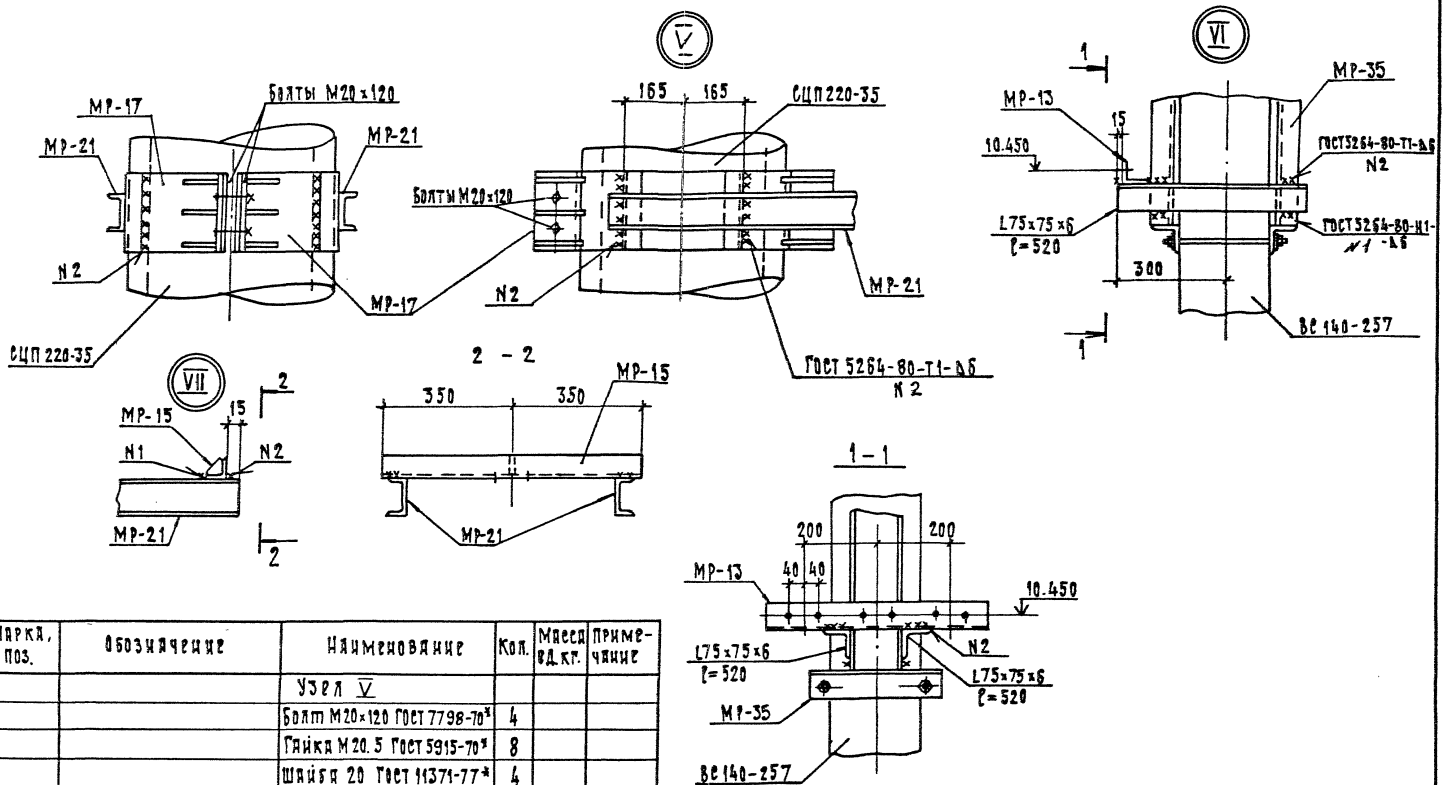 V
VI
Болты М20х120
МР-17
МР-21
МР-21
N2
МР-17
СЦП 220-35
165
165
СЦП 220-35
Болты М20х120
N2
МР-21
ГОСТ 5264-80-Т1-Δ6
N2
1
МР-35
МР-13
15
10.450
ГОСТ 5264-80-Т1-Δ6
N2
L75х75х6
ℓ=520
ГОСТ 5264-80-Н1-
N1 -Δ6
300
ВС 140-257
1
VII
2
МР-15
15
N1
N2
МР-21
2
2 - 2
МР-15
350
350
МР-21
1-1
200
200
МР-13
40
40
10.450
L75х75х6
ℓ=520
N2
L75х75х6
ℓ=520
МР-35
ВС 140-257
МАРКА, ПОЗ.
Обозначение
Наименование
Кол.
Масса ед. кг.
Приме-
чание
Узел V
Болт М20х120 ГОСТ 7798-70* 4
Гайка М20.5 ГОСТ 5915-70* 8
Шайба 20 ГОСТ 11371-77* 4